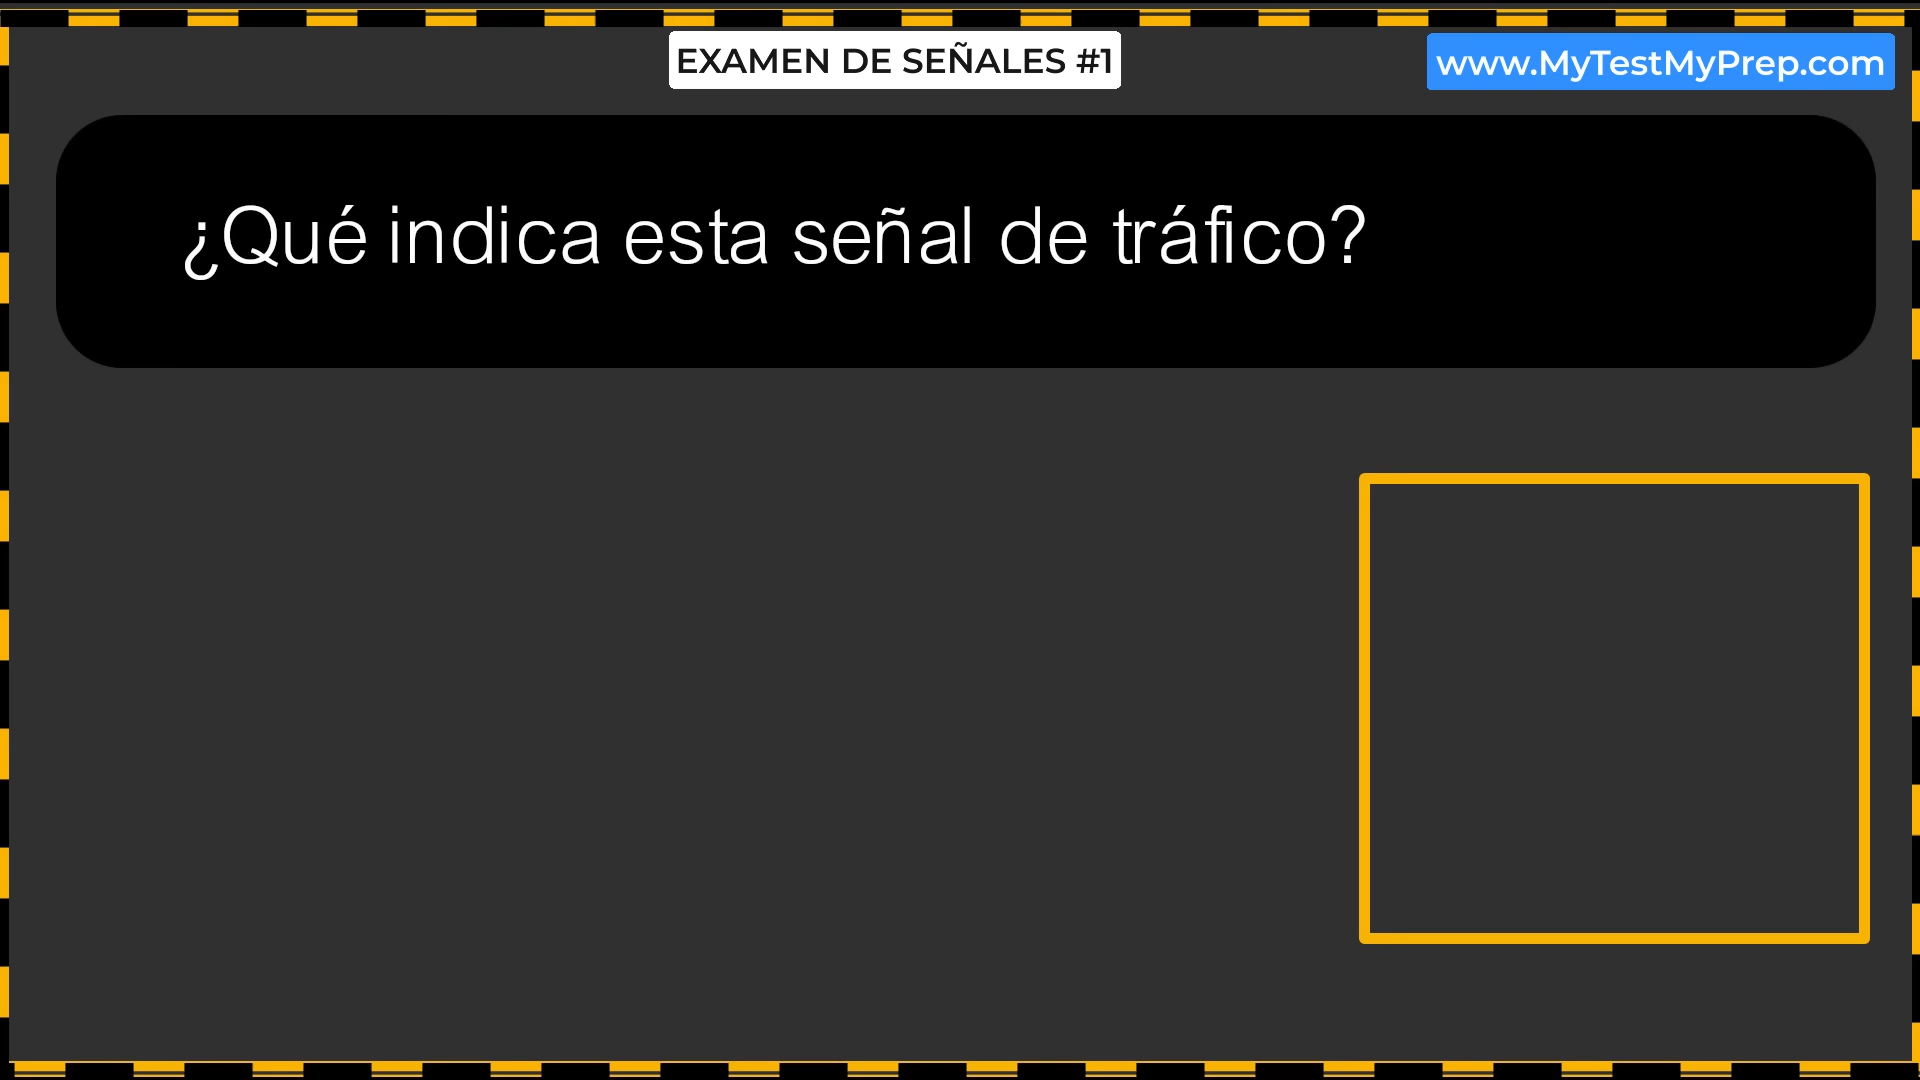 EXAMEN DE SEÑALES #1
www.MyTestMyPrep.com
¿Qué indica esta señal de tráfico?